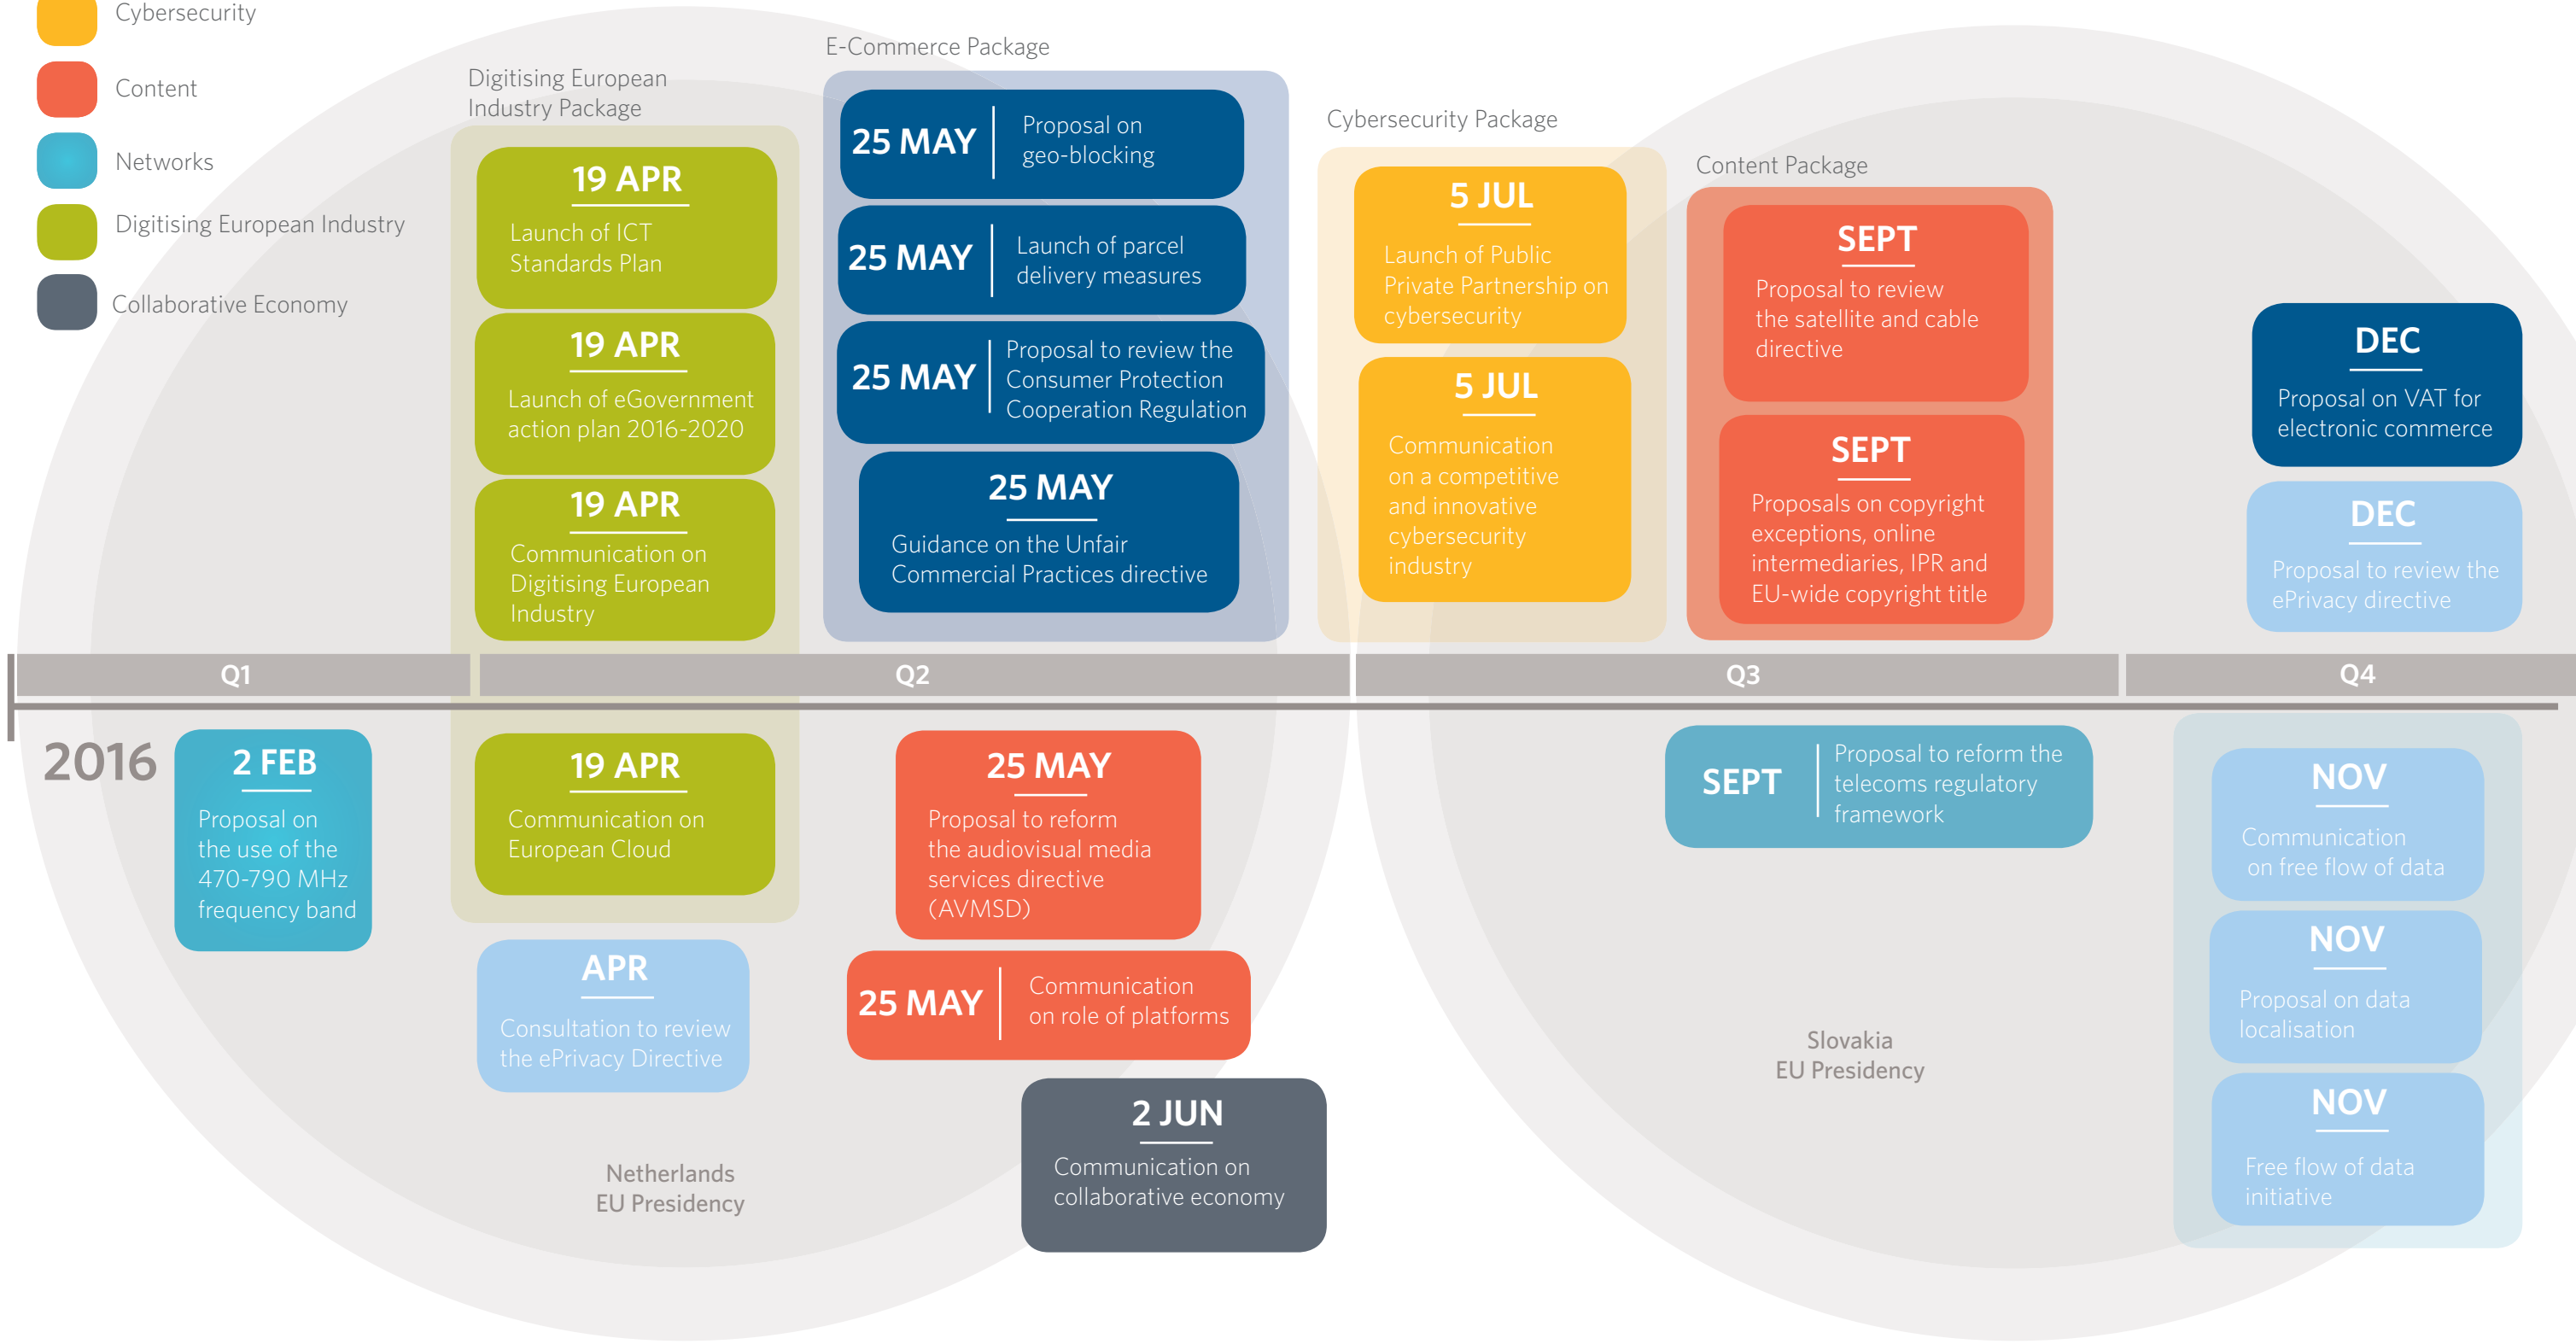 Cybersecurity
Content
Networks
Digitising European Industry
Collaborative Economy
Digitising European
Industry Package
19 APR
Launch of ICT
Standards Plan
19 APR
Launch of eGovernment
action plan 2016-2020
19 APR
Communication on
Digitising European
Industry
E-Commerce Package
25 MAY
Proposal on
geo-blocking
25 MAY
Launch of parcel
delivery measures
25 MAY
Proposal to review the
Consumer Protection
Cooperation Regulation
25 MAY
Guidance on the Unfair
Commercial Practices directive
Cybersecurity Package
5 JUL
Launch of Public
Private Partnership on
cybersecurity
5 JUL
Communication
on a competitive
and innovative
cybersecurity
industry
Content Package
SEPT
Proposal to review
the satellite and cable
directive
SEPT
Proposals on copyright
exceptions, online
intermediaries, IPR and
EU-wide copyright title
DEC
Proposal on VAT for
electronic commerce
DEC
Proposal to review the
ePrivacy directive
Q1
Q2
Q3
Q4
2016
2 FEB
Proposal on
the use of the
470-790 MHz
frequency band
19 APR
Communication on
European Cloud
APR
Consultation to review
the ePrivacy Directive
Netherlands
EU Presidency
25 MAY
Proposal to reform
the audiovisual media
services directive
(AVMSD)
25 MAY
Communication
on role of platforms
2 JUN
Communication on
collaborative economy
SEPT
Proposal to reform the
telecoms regulatory
framework
Slovakia
EU Presidency
NOV
Communication
on free flow of data
NOV
Proposal on data
localisation
NOV
Free flow of data
initiative